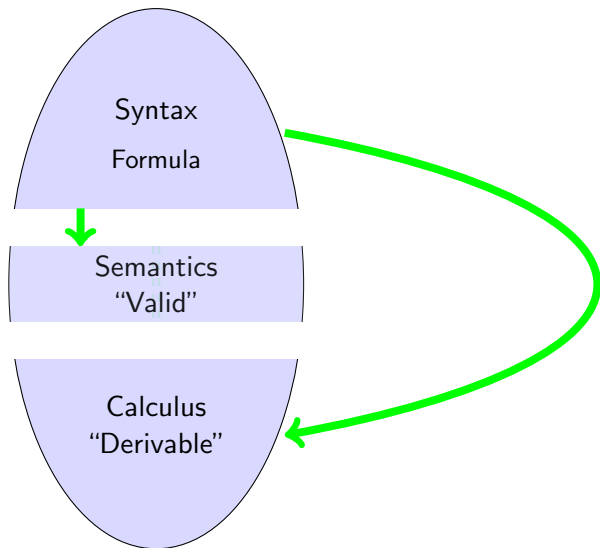 Syntax
Formula
Semantics
“Valid”
Calculus
“Derivable”